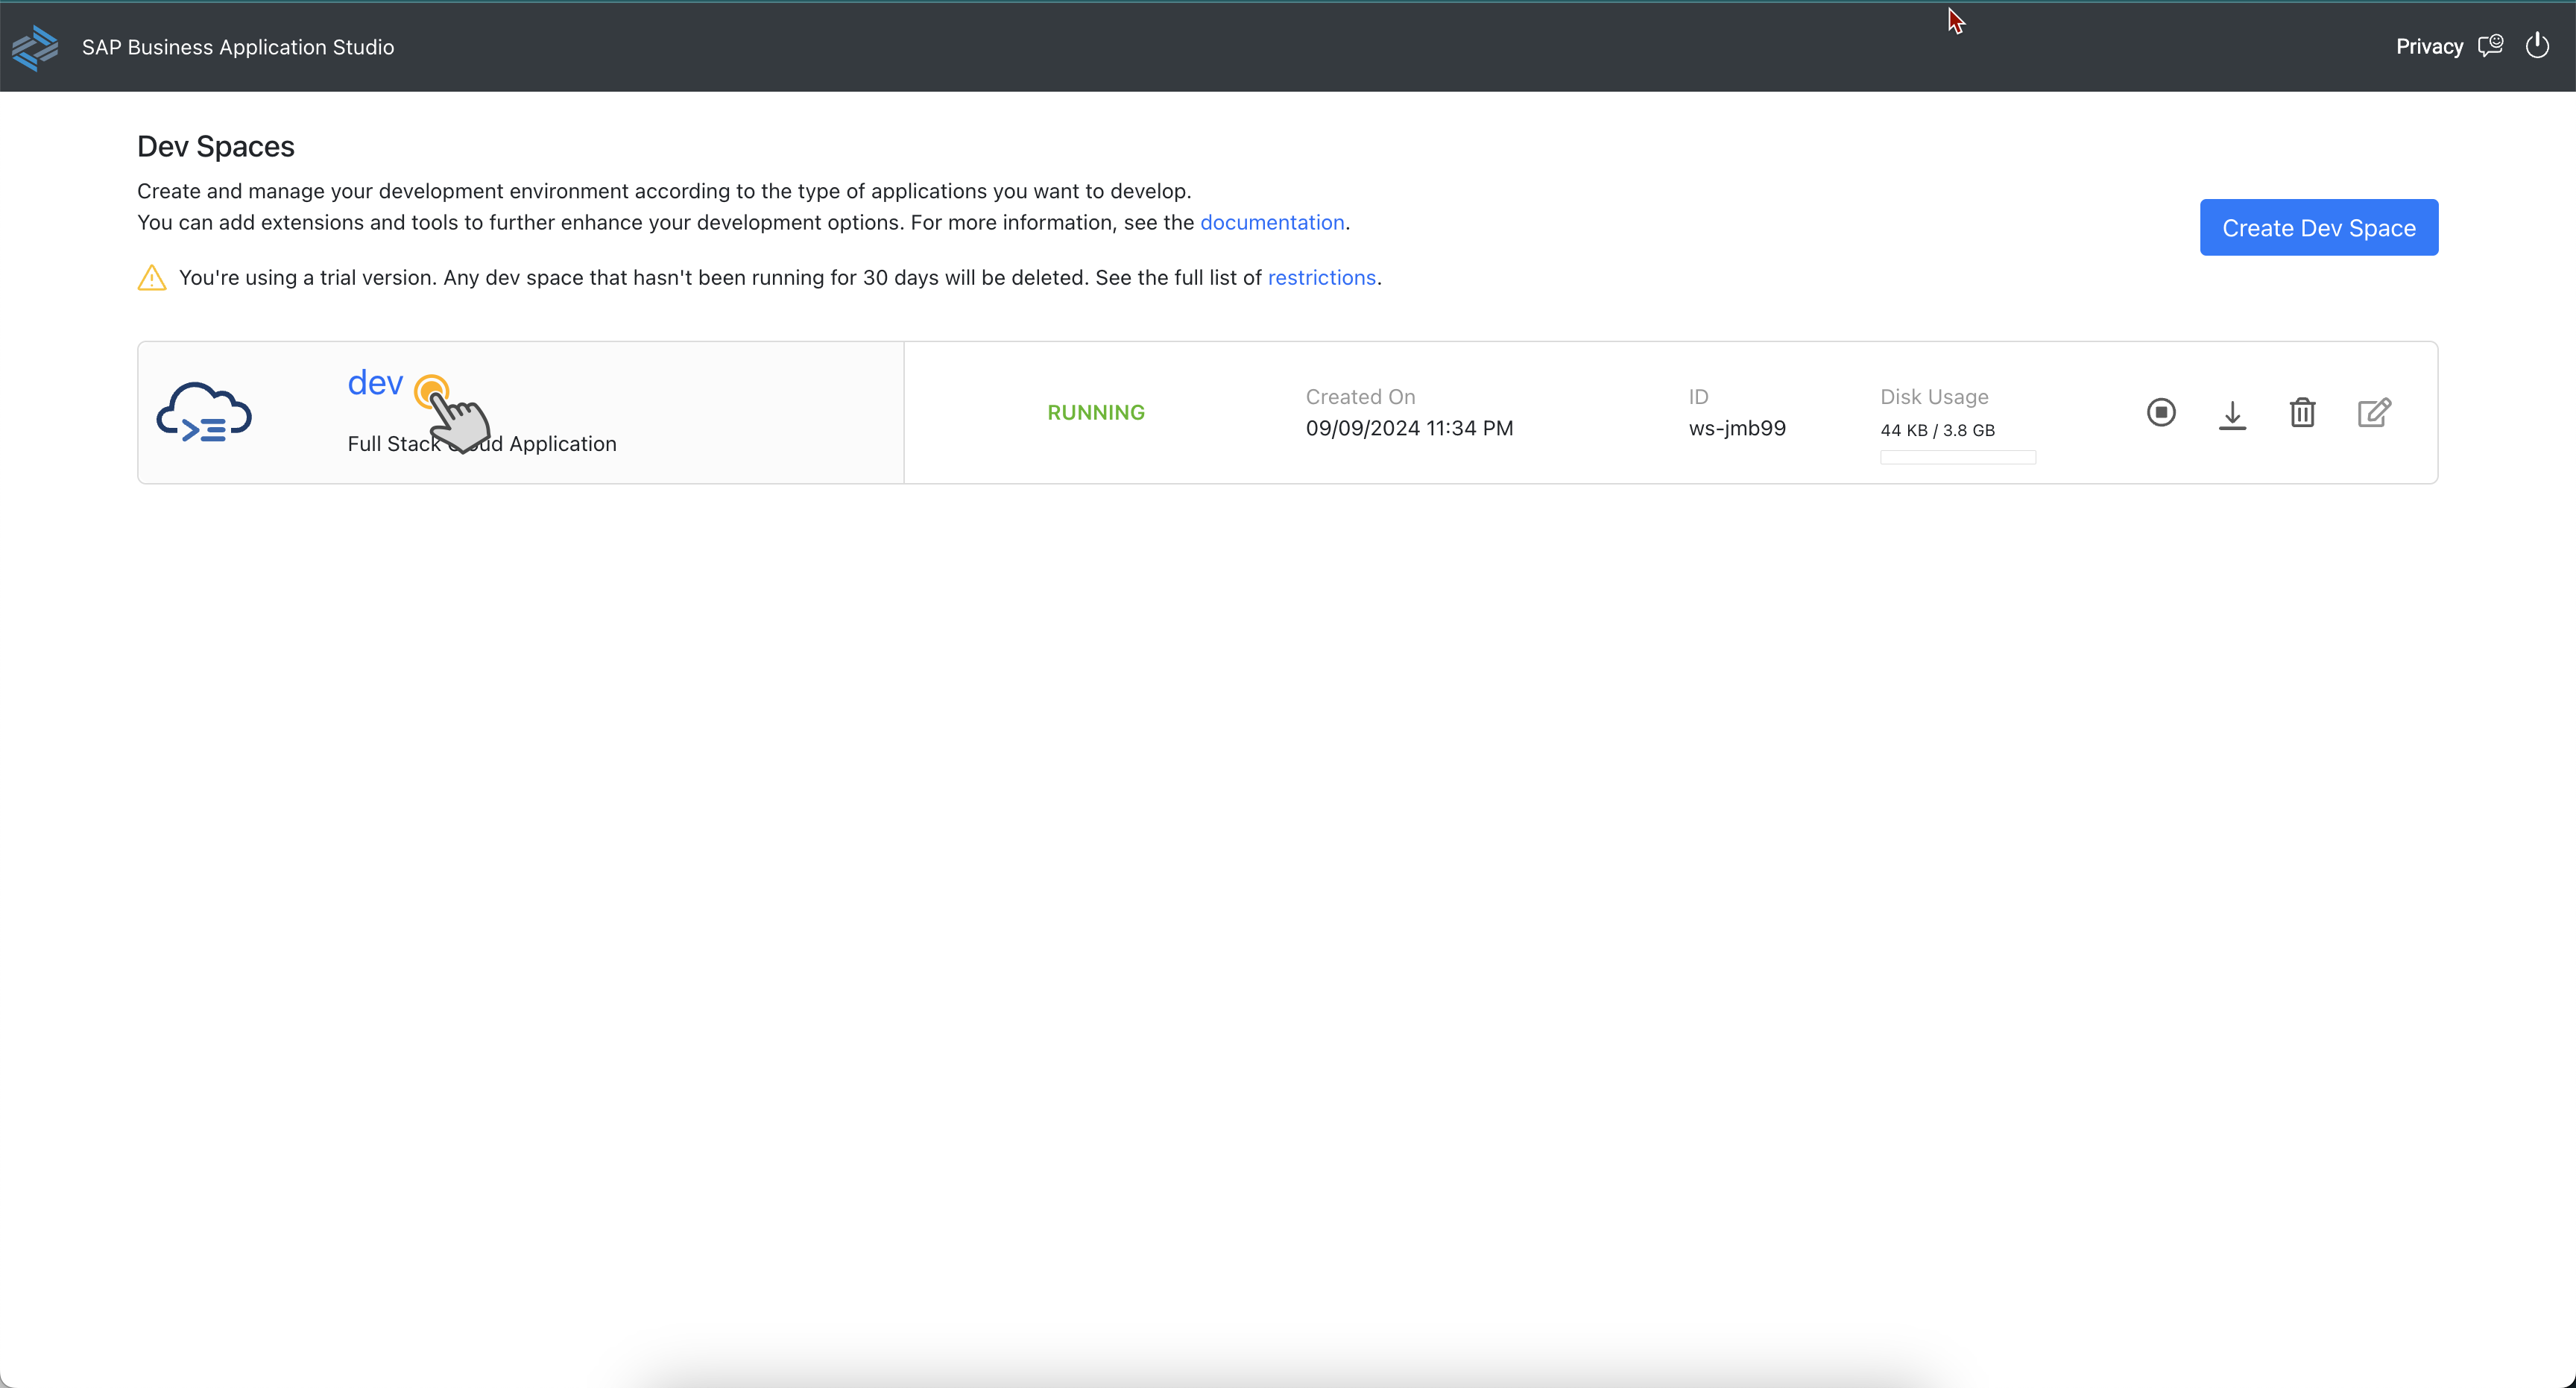 SAP Business Application Studio
Privacy
Dev Spaces
Create and manage your development environment according to the type of applications you want to develop.
You can add extensions and tools to further enhance your development options. For more information, see the documentation.
Create Dev Space
You're using a trial version. Any dev space that hasn't been running for 30 days will be deleted. See the full list of restrictions.
dev
Full Stack Cloud Application
RUNNING
Created On
09/09/2024 11:34 PM
ID
ws-jmb99
Disk Usage
44 KB / 3.8 GB